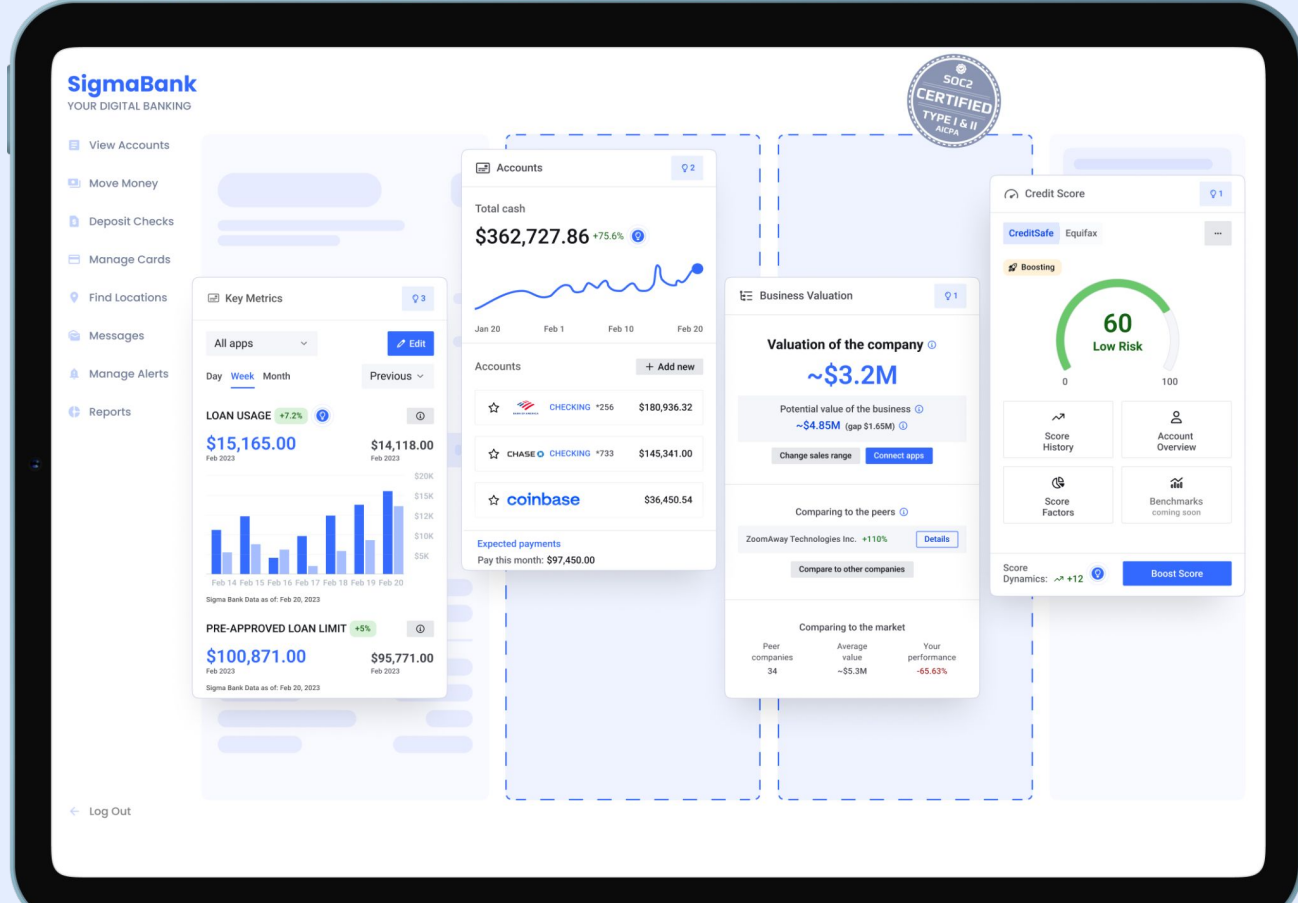 SigmaBank
YOUR DIGITAL BANKING
View Accounts
Move Money
Deposit Checks
Manage Cards
Find Locations
Messages
Manage Alerts
Reports
Log Out
SOC2
CERTIFIED
TYPE I & II
AICPA
Key Metrics
3
All apps
Edit
Day Week Month
Previous
LOAN USAGE +7.2%
$15,165.00 $14,118.00
Feb 2023 Feb 2023
$20K
$15K
$12K
$10K
$5K
Feb 14 Feb 15 Feb 16 Feb 17 Feb 18 Feb 19 Feb 20
Sigma Bank Data as of: Feb 20, 2023
PRE-APPROVED LOAN LIMIT +5%
$100,871.00 $95,771.00
Feb 2023 Feb 2023
Sigma Bank Data as of: Feb 20, 2023
Accounts
2
Total cash
$362,727.86 +75.6%
Jan 20 Feb 1 Feb 10 Feb 20
Accounts
+ Add new
CHECKING *256 $180,936.32
CHASE CHECKING *733 $145,341.00
coinbase $36,450.54
Expected payments
Pay this month: $97,450.00
Business Valuation
1
Valuation of the company
~$3.2M
Potential value of the business
~$4.85M (gap $1.65M)
Change sales range Connect apps
Comparing to the peers
ZoomAway Technologies Inc. +110% Details
Compare to other companies
Comparing to the market
Peer Average Your
companies value performance
34 ~$5.3M -65.63%
Credit Score
1
CreditSafe Equifax
...
Boosting
60
Low Risk
0 100
Score Account
History Overview
Score Benchmarks
Factors coming soon
Score
Dynamics: +12
Boost Score